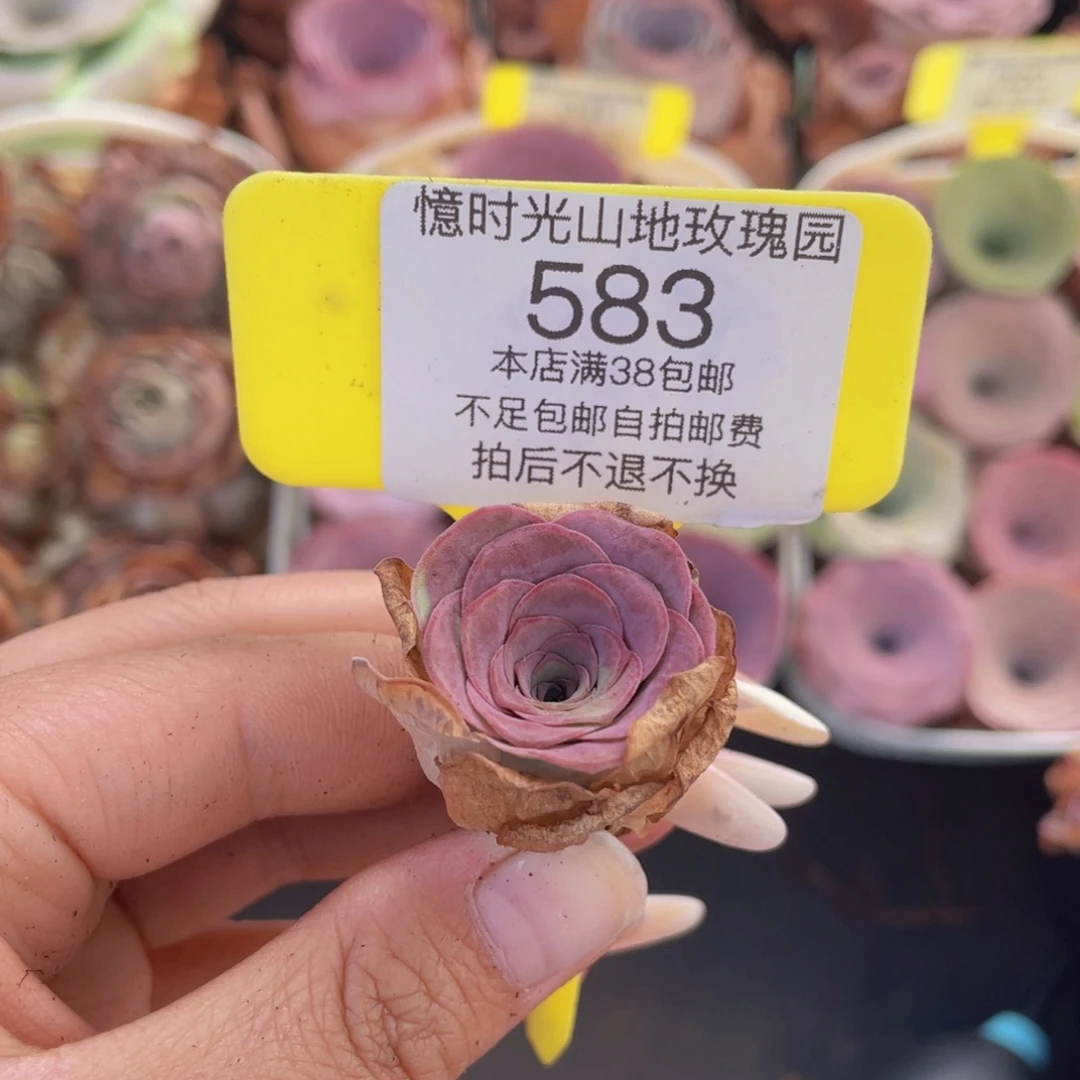 憶时光山地玫瑰园
583
本店满38包邮
不足包邮自拍邮费
拍后不退不换